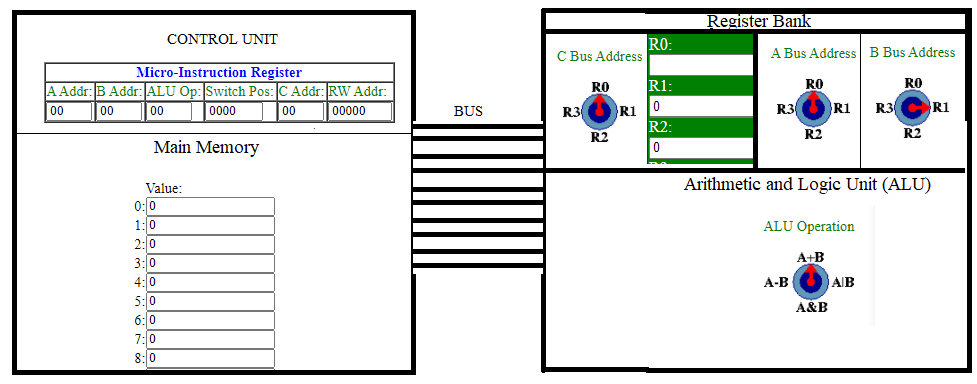 CONTROL UNIT
Micro-Instruction Register
A Addr: B Addr: ALU Op: Switch Pos: C Addr: RW Addr:
00 00 00 0000 00 00000
Main Memory
Value:
0: 0
1: 0
2: 0
3: 0
4: 0
5: 0
6: 0
7: 0
8: 0
BUS
Register Bank
C Bus Address
R0
R3 R1
R2
R0:
R1:
0
R2:
0
A Bus Address
R0
R3 R1
R2
B Bus Address
R0
R3 R1
R2
Arithmetic and Logic Unit (ALU)
ALU Operation
A+B
A-B A|B
A&B